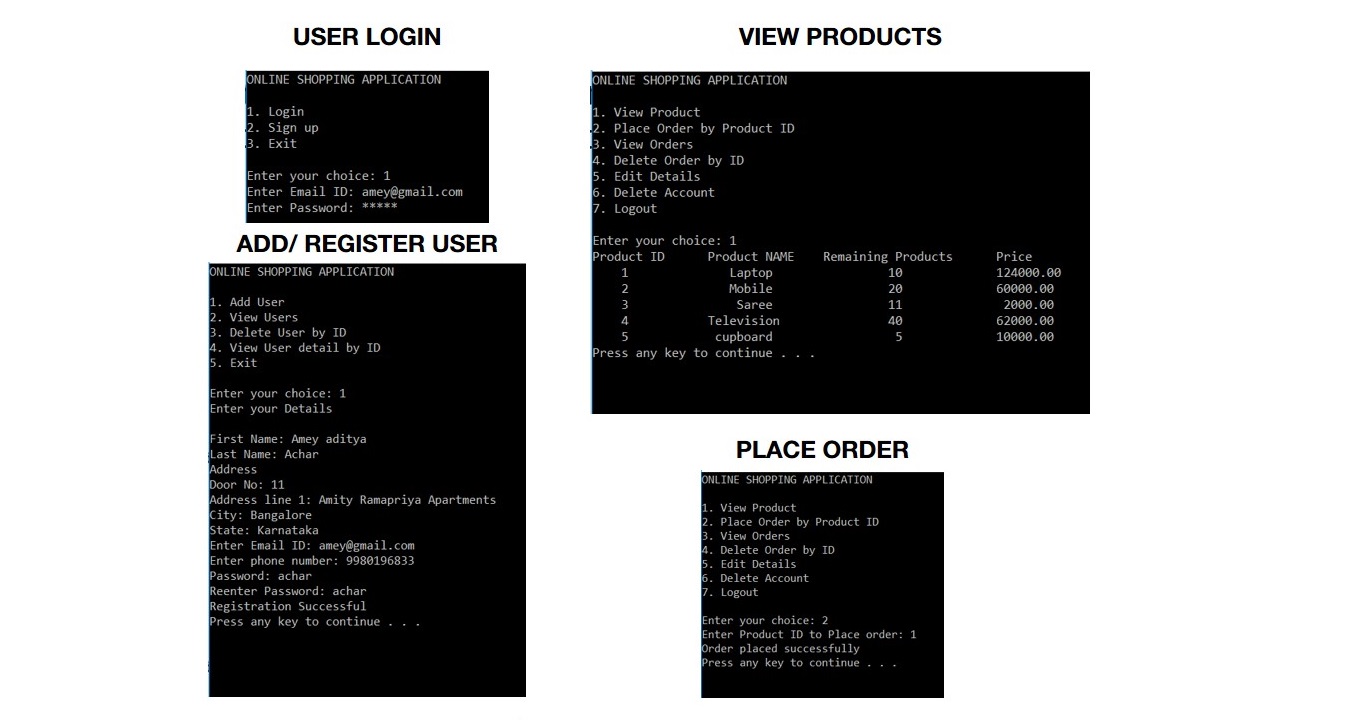 USER LOGIN
ONLINE SHOPPING APPLICATION
1. Login
2. Sign up
3. Exit
Enter your choice: 1
Enter Email ID: amey@gmail.com
Enter Password: *****
ADD/ REGISTER USER
ONLINE SHOPPING APPLICATION
1. Add User
2. View Users
3. Delete User by ID
4. View User detail by ID
5. Exit
Enter your choice: 1
Enter your Details
First Name: Amey aditya
Last Name: Achar
Address
Door No: 11
Address line 1: Amity Ramapriya Apartments
City: Bangalore
State: Karnataka
Enter Email ID: amey@gmail.com
Enter phone number: 9980196833
Password: achar
Reenter Password: achar
Registration Successful
Press any key to continue . . .
VIEW PRODUCTS
ONLINE SHOPPING APPLICATION
1. View Product
2. Place Order by Product ID
3. View Orders
4. Delete Order by ID
5. Edit Details
6. Delete Account
7. Logout
Enter your choice: 1
Product ID Product NAME Remaining Products Price
1 Laptop 10 124000.00
2 Mobile 20 60000.00
3 Saree 11 2000.00
4 Television 40 62000.00
5 cupboard 5 10000.00
Press any key to continue . . .
PLACE ORDER
ONLINE SHOPPING APPLICATION
1. View Product
2. Place Order by Product ID
3. View Orders
4. Delete Order by ID
5. Edit Details
6. Delete Account
7. Logout
Enter your choice: 2
Enter Product ID to Place order: 1
Order placed successfully
Press any key to continue . . .